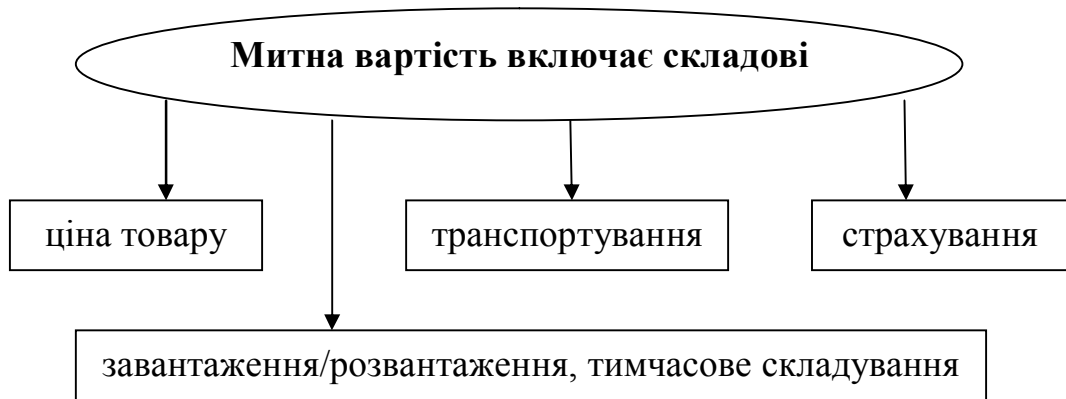 Митна вартість включає складові
ціна товару
транспортування
страхування
завантаження/розвантаження, тимчасове складування